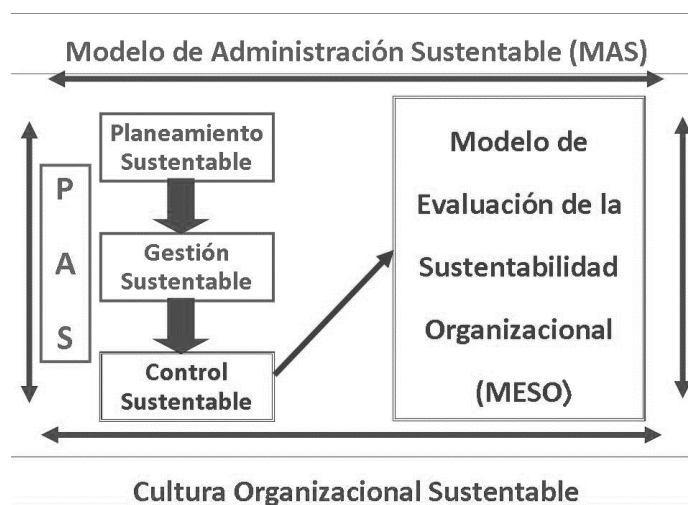 Modelo de Administración Sustentable (MAS)
Planeamiento
Sustentable
P
A
S
Gestión
Sustentable
Control
Sustentable
Modelo de
Evaluación de la
Sustentabilidad
Organizacional
(MESO)
Cultura Organizacional Sustentable